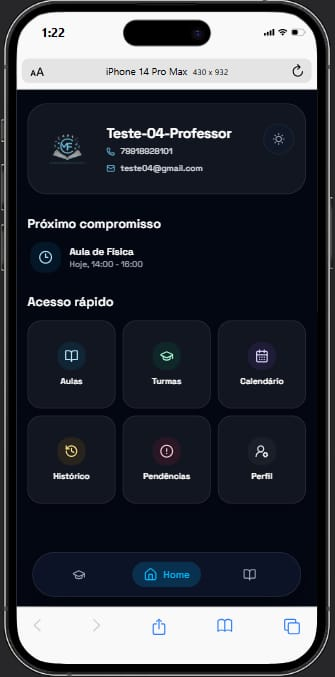 1:22
AA
iPhone 14 Pro Max 430 x 932
Teste-04-Professor
79918928101
teste04@gmail.com
Próximo compromisso
Aula de Física
Hoje, 14:00 - 16:00
Acesso rápido
Aulas
Turmas
Calendário
Histórico
Pendências
Perfil
Home